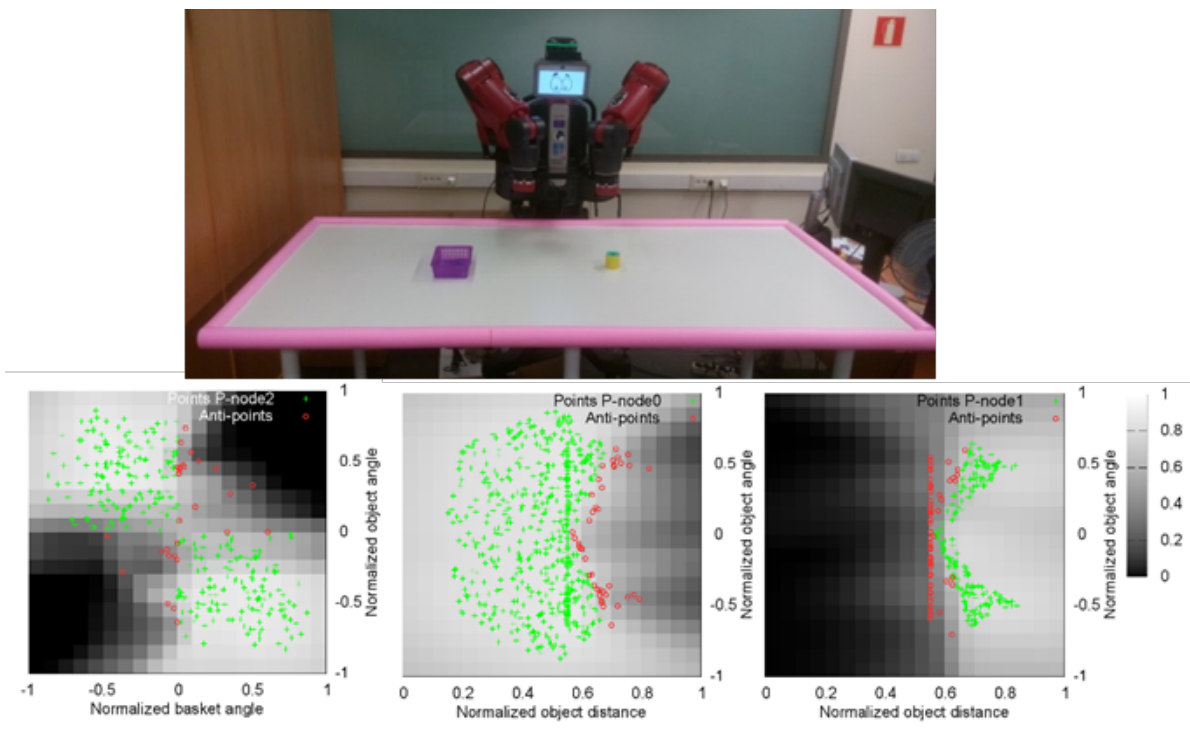 Points P-node2
Anti-points
1
0.5
0
-0.5
-1
Normalized object angle
-1 -0.5 0 0.5 1
Normalized basket angle
Points P-node0
Anti-points
1
0.5
0
-0.5
-1
Normalized object angle
0 0.2 0.4 0.6 0.8 1
Normalized object distance
Points P-node1
Anti-points
1
0.5
0
-0.5
-1
Normalized object angle
0 0.2 0.4 0.6 0.8 1
Normalized object distance
1
0.8
0.6
0.4
0.2
0